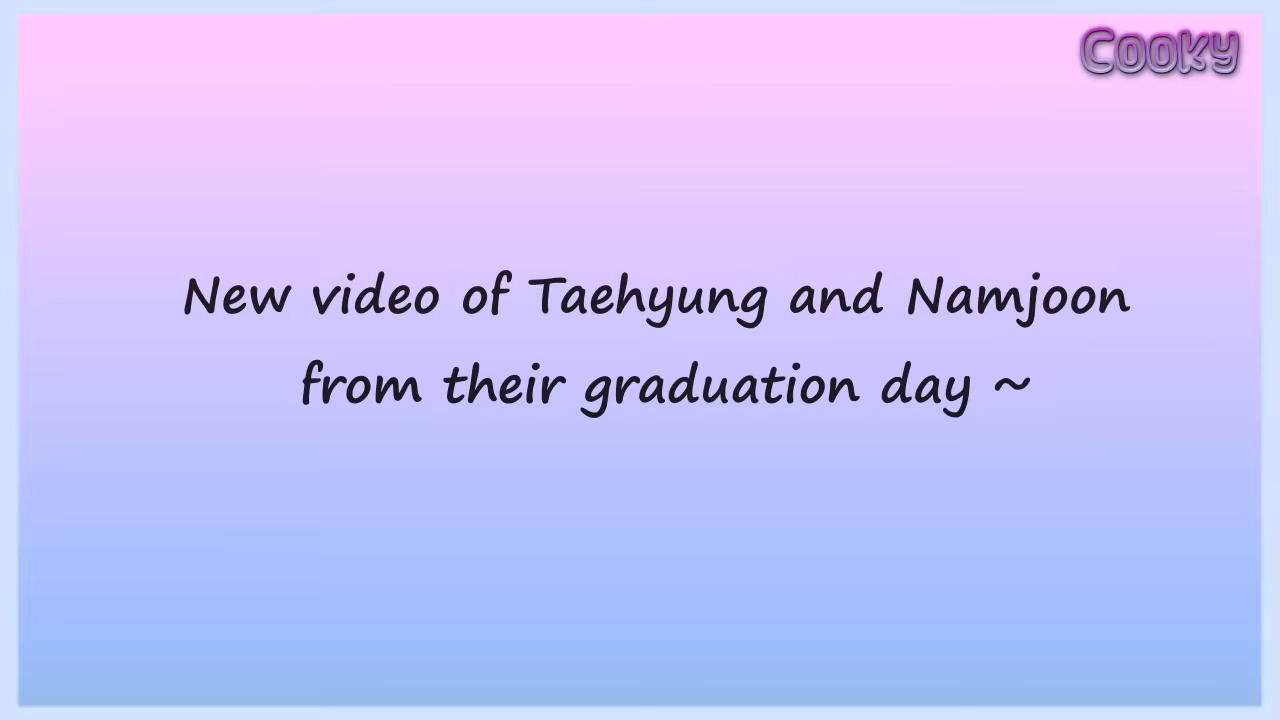 Cooky
New video of Taehyung and Namjoon
from their graduation day ~